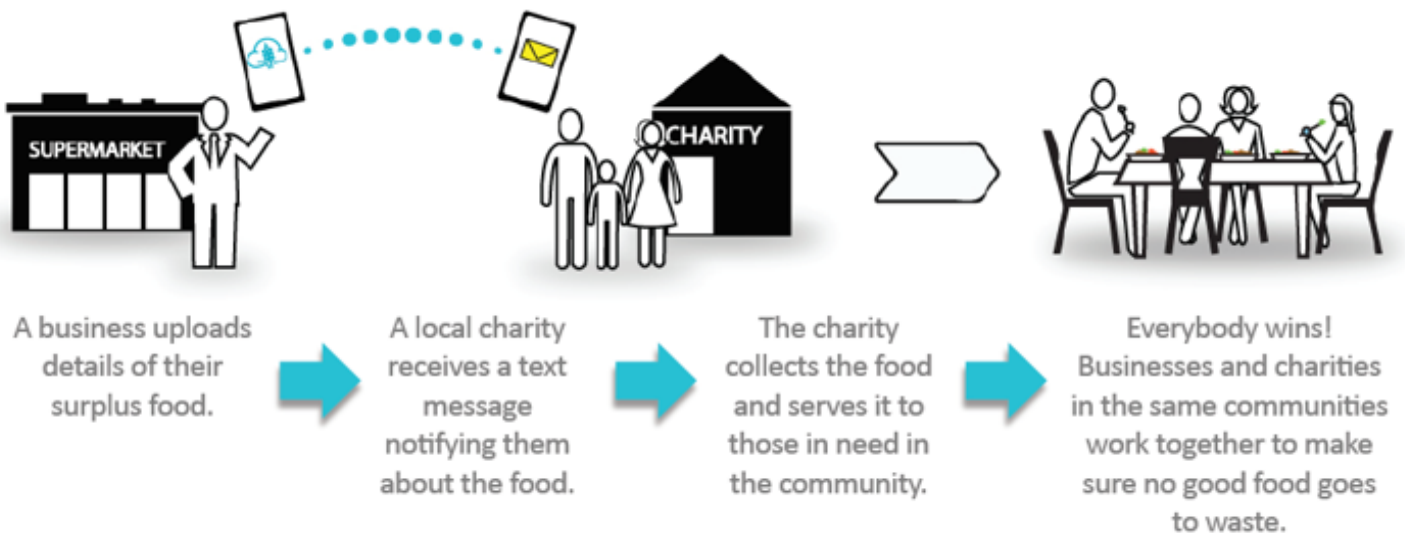 SUPERMARKET
CHARITY
A business uploads
details of their
surplus food.
A local charity
receives a text
message
notifying them
about the food.
The charity
collects the food
and serves it to
those in need in
the community.
Everybody wins!
Businesses and charities
in the same communities
work together to make
sure no good food goes
to waste.